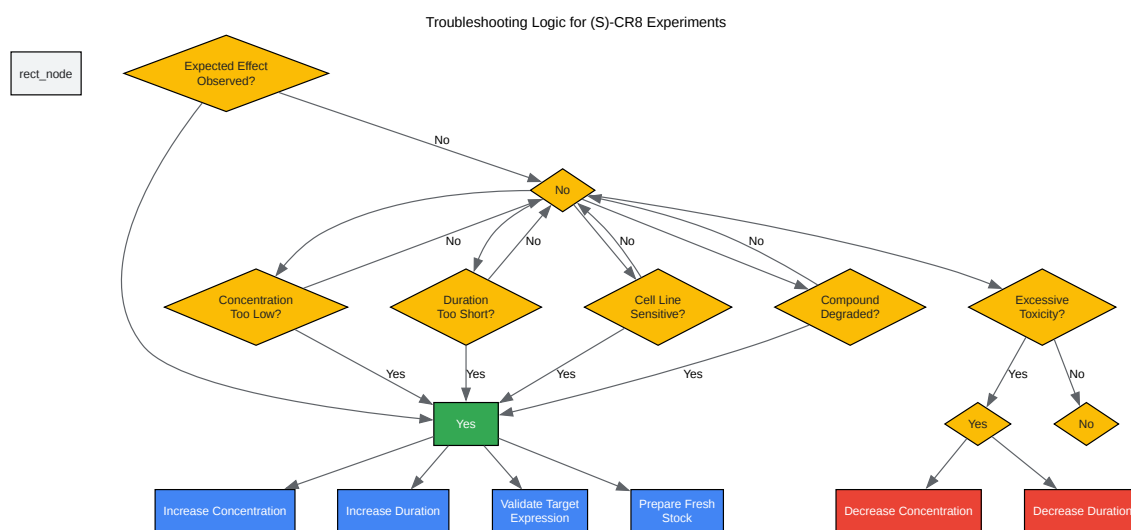 Troubleshooting Logic for (S)-CR8 Experiments
Expected Effect
Observed?
rect_node
No
No
No
No
No
No
Concentration
Too Low?
Duration
Too Short?
Cell Line
Sensitive?
Compound
Degraded?
Excessive
Toxicity?
Yes
Yes
Yes
Yes
Yes
No
Yes
Yes
No
Increase Concentration
Increase Duration
Validate Target
Expression
Prepare Fresh
Stock
Decrease Concentration
Decrease Duration